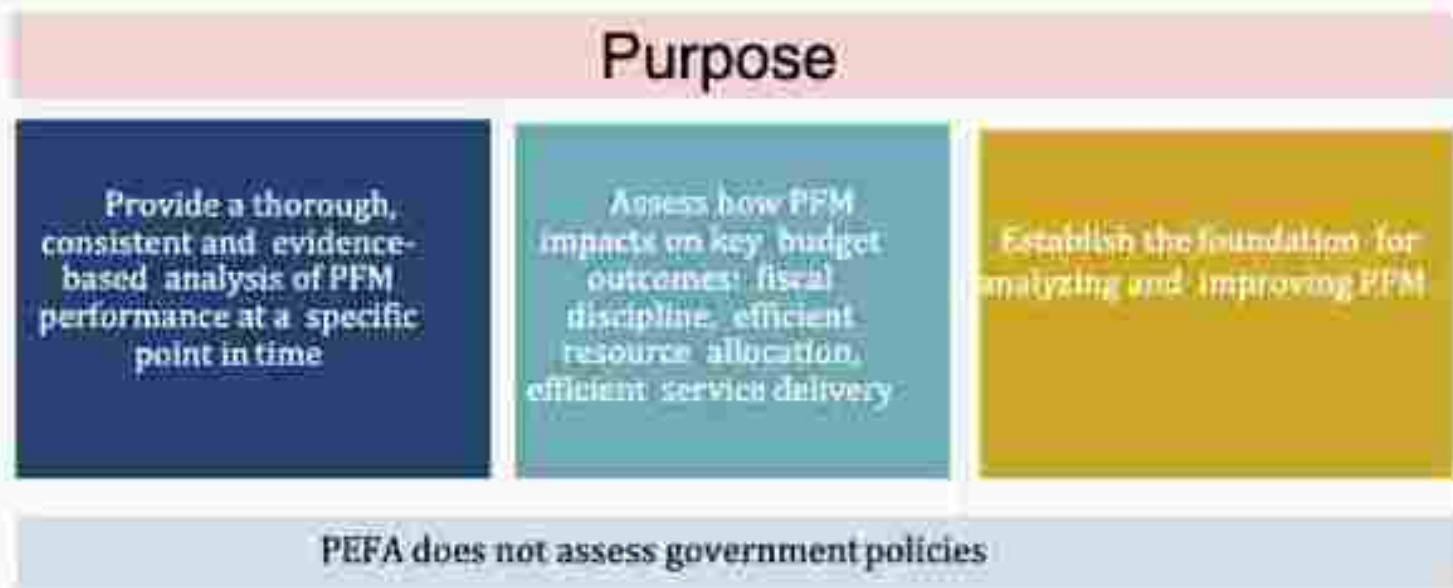 Purpose
Provide a thorough,
consistent and evidence-
based analysis of PFM
performance at a specific
point in time
Assess how PFM
impacts on key budget
outcomes: fiscal
discipline, efficient
resource allocation,
efficient service delivery
Establish the foundation for
analyzing and improving PFM
PEFA does not assess government policies